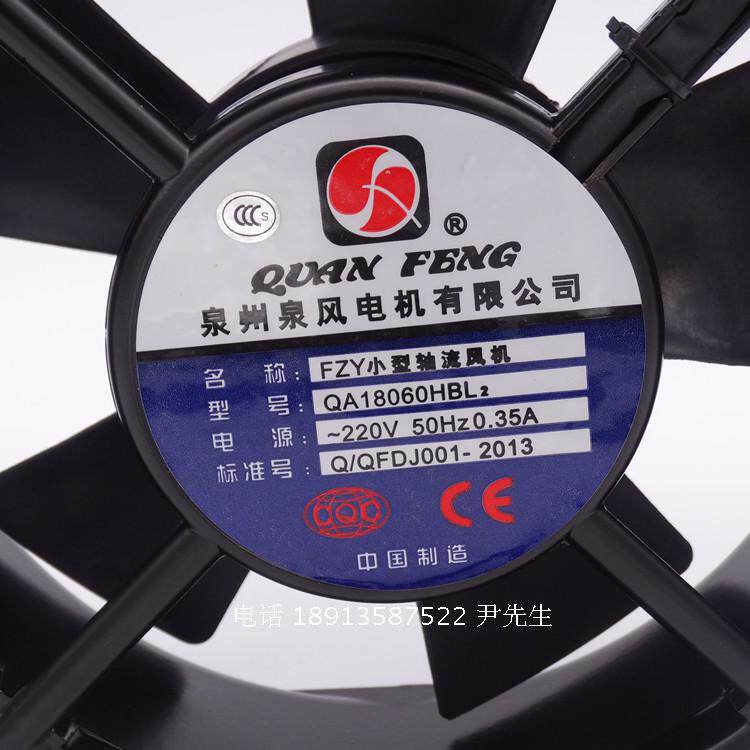 CCC S
®
QUAN FENG
泉州泉风电机有限公司
名 称：FZY小型轴流风机
型 号：QA18060HBL₂
电 源：~220V 50Hz 0.35A
标准号：Q/QFDJ001-2013
CQC CE
中国制造
电话 18913587522 尹先生